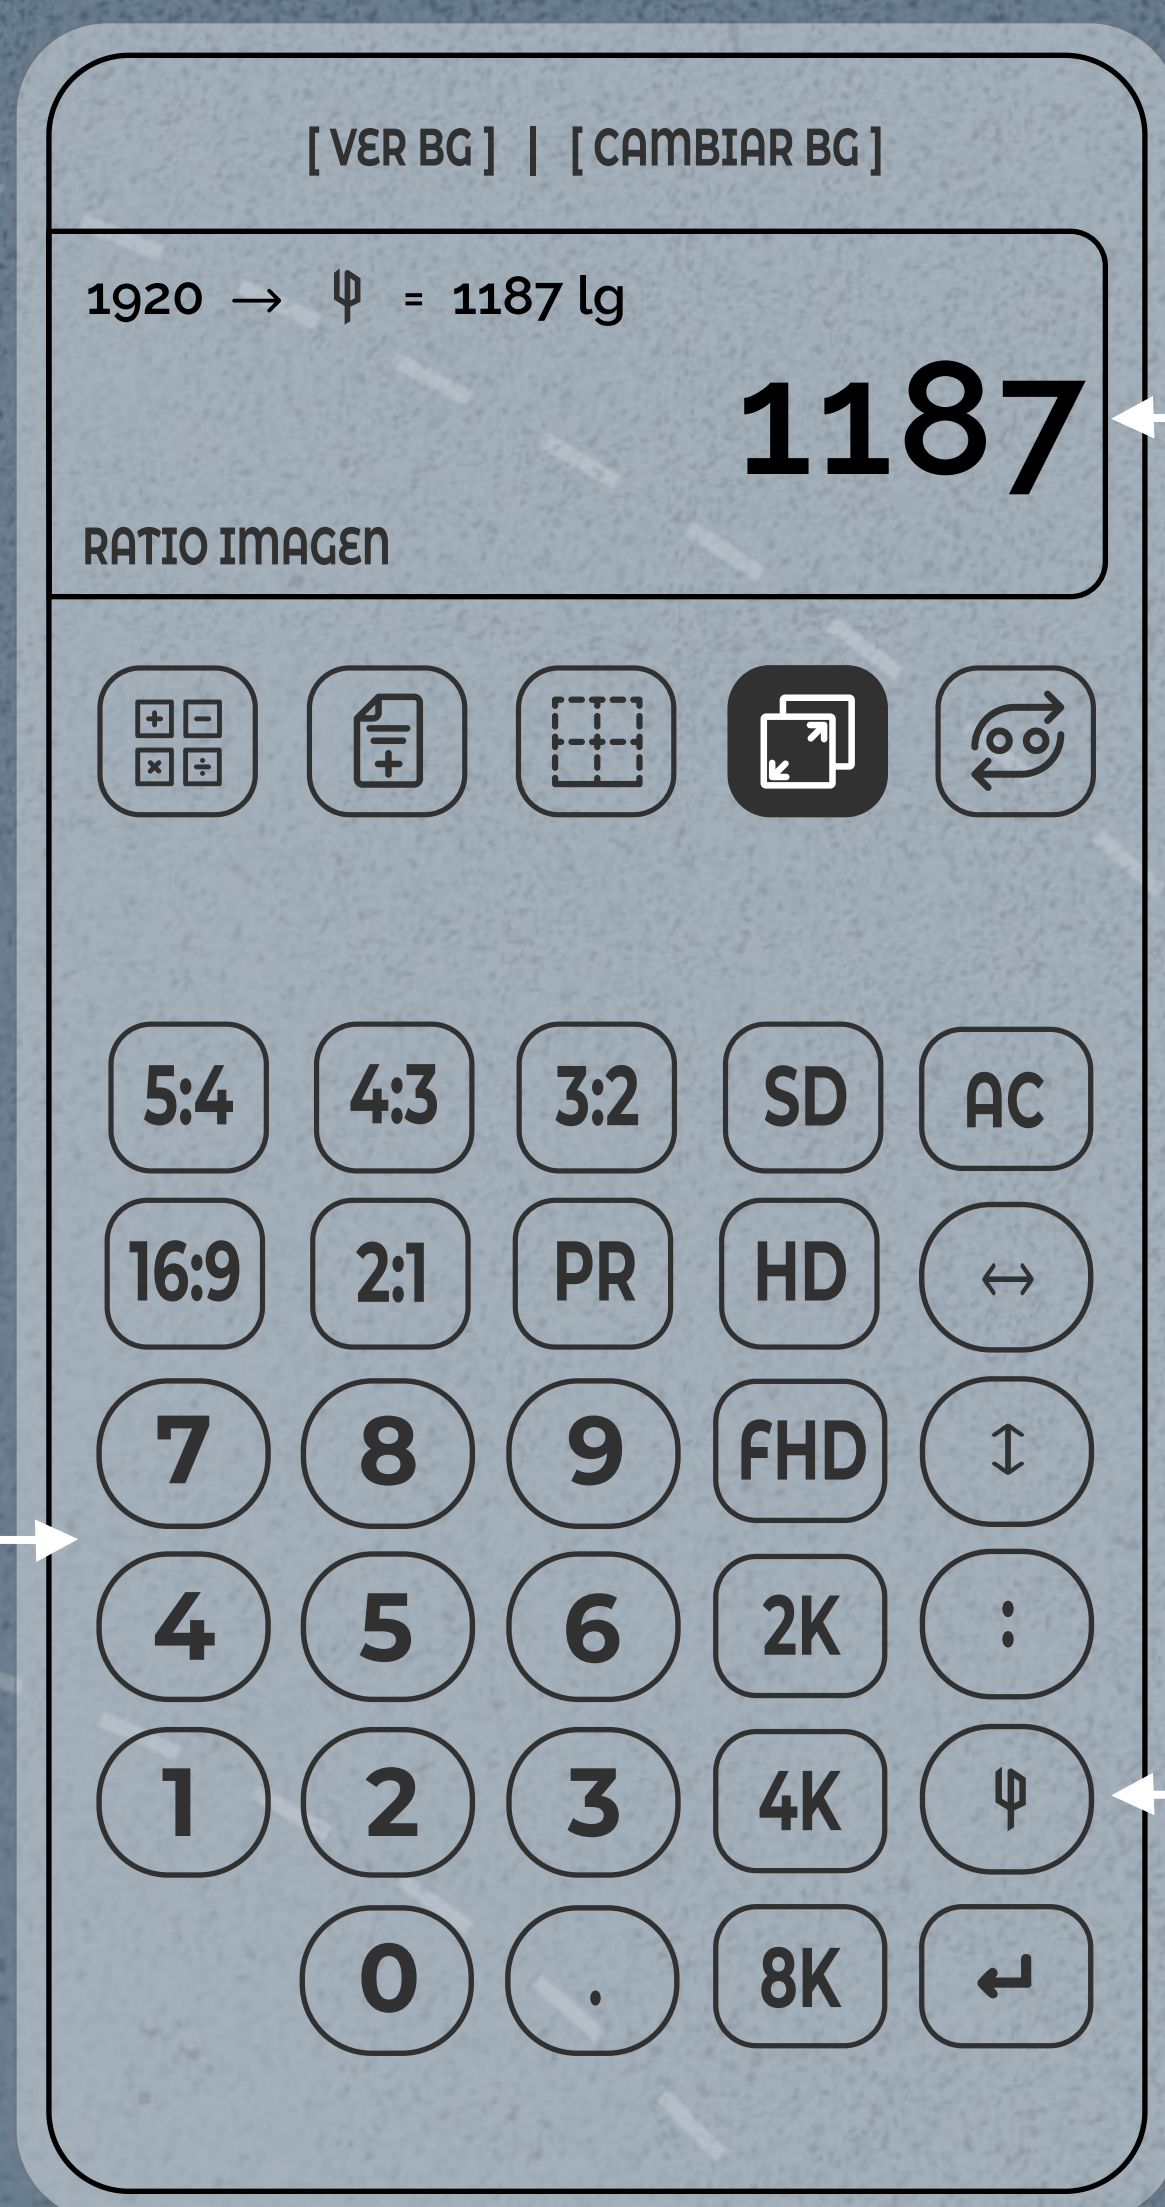 [ VER BG ] | [ CAMBIAR BG ]
1920 → φ = 1187 lg
1187
RATIO IMAGEN
5:4 4:3 3:2 SD AC
16:9 2:1 PR HD ↔
7 8 9 FHD ↕
4 5 6 2K :
1 2 3 4K φ
0 . 8K ↵